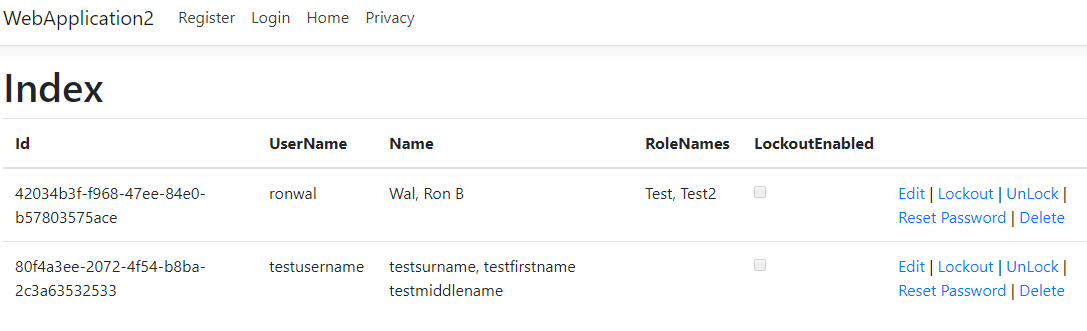 WebApplication2 Register Login Home Privacy
Index
Id UserName Name RoleNames LockoutEnabled
42034b3f-f968-47ee-84e0- ronwal Wal, Ron B Test, Test2 Edit | Lockout | UnLock |
b57803575ace Reset Password | Delete
80f4a3ee-2072-4f54-b8ba- testusername testsurname, testfirstname Edit | Lockout | UnLock |
2c3a63532533 testmiddlename Reset Password | Delete